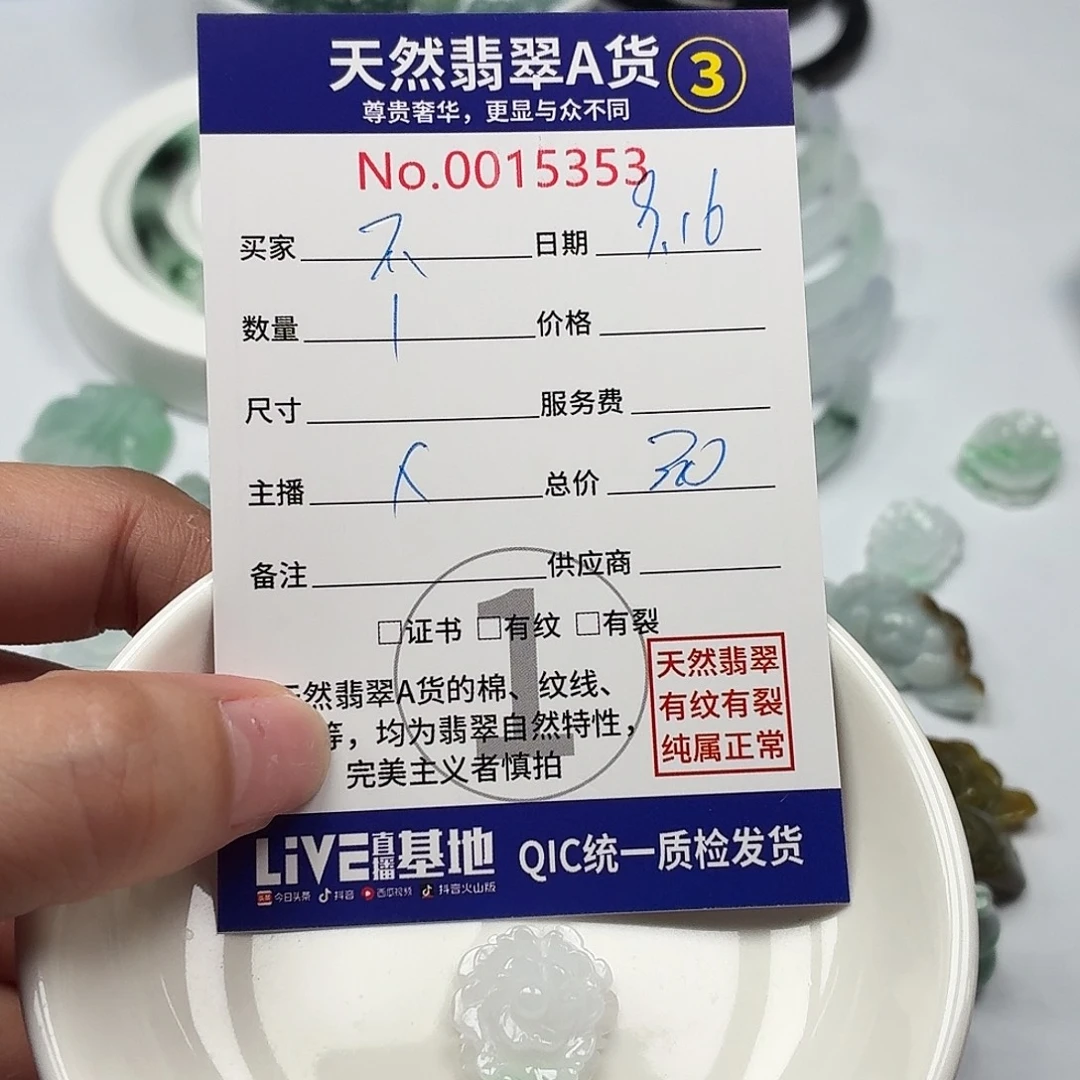 天然翡翠A货 3
尊贵奢华，更显与众不同
No.0015353
买家 日期
数量 1 价格
尺寸 服务费
主播 总价
备注 供应商
□证书 □有纹 □有裂
1
然翡翠A货的棉、纹线、
等，均为翡翠自然特性，
完美主义者慎拍
天然翡翠
有纹有裂
纯属正常
LiVE直播基地 QIC统一质检发货
今日头条 抖音 西瓜视频 抖音火山版